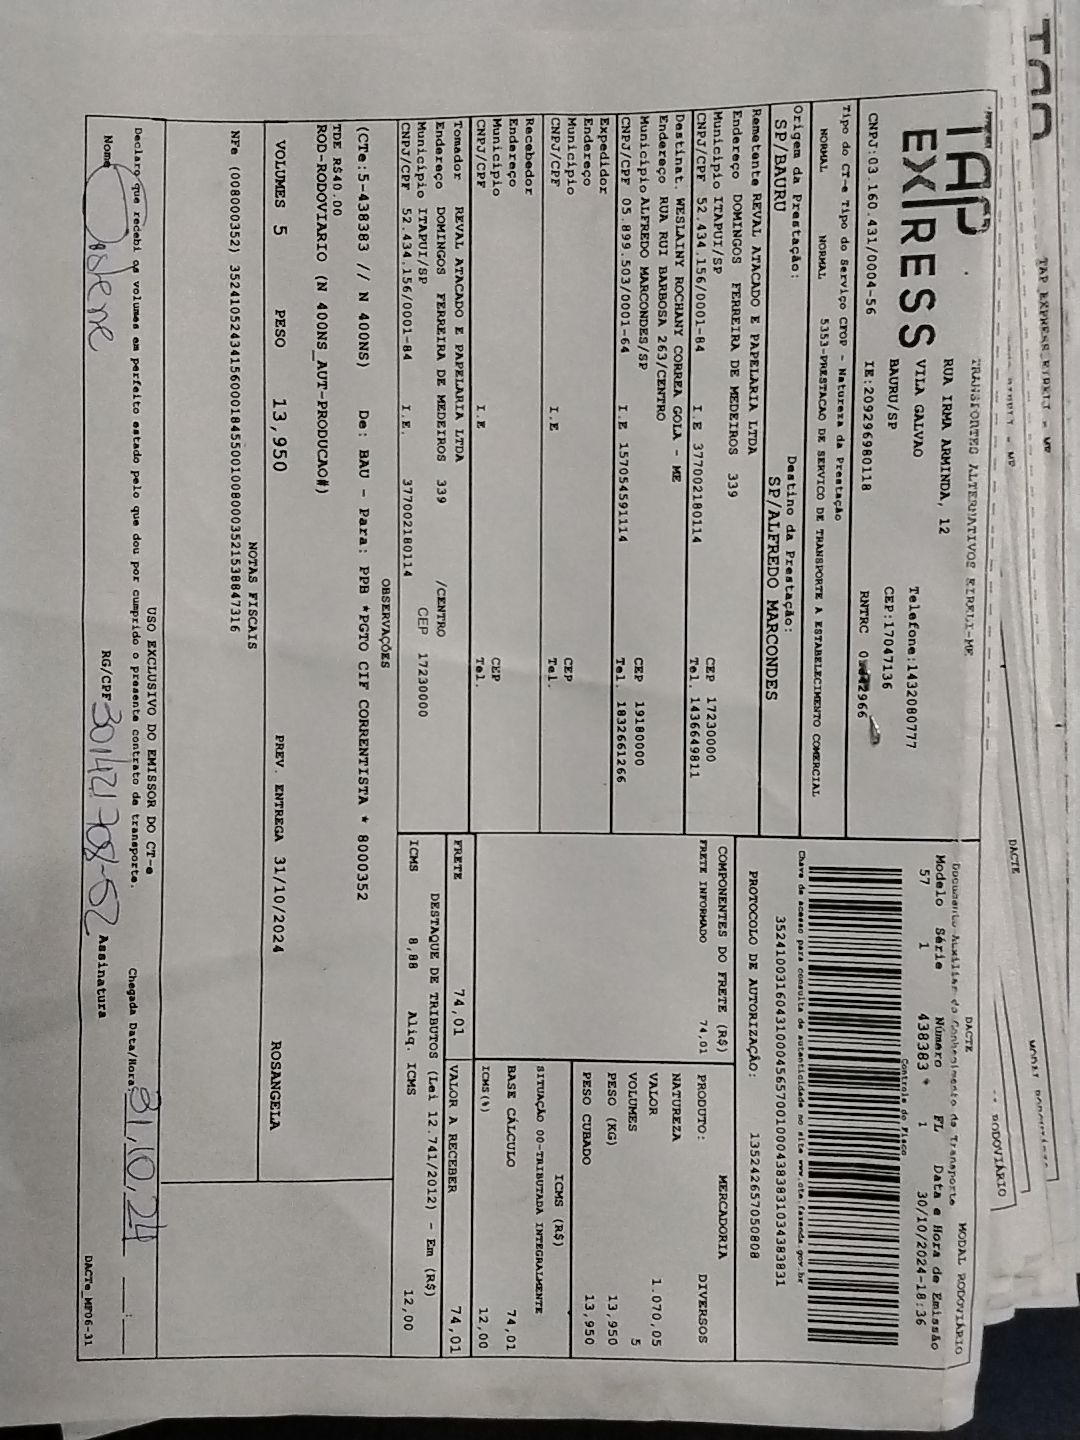 TAP EXPRESS EIRELI - ME
DACTE
MODAL RODOVIÁRIO
TAP
EXPRESS
TRANSPORTES ALTERNATIVOS EIRELI-ME
RUA IRMA ARMINDA, 12
VILA GALVAO
BAURU/SP
Telefone:1432080777
CEP:17047136
CNPJ:03.160.431/0004-56 IE:209296980118 RNTRC
Tipo do CT-e Tipo do Serviço CFOP - Natureza da Prestação
NORMAL NORMAL 5353-PRESTACAO DE SERVICO DE TRANSPORTE A ESTABELECIMENTO COMERCIAL
Origem da Prestação: Destino da Prestação:
SP/BAURU SP/ALFREDO MARCONDES
DACTE MODAL RODOVIÁRIO
Documento Auxiliar do Conhecimento de Transporte
Modelo Série Número FL Data e Hora de Emissão
57 1 438383 * 1 30/10/2024-18:36
Controle do Fisco
Chave de acesso para consulta de autenticidade no site www.cte.fazenda.gov.br
35241003160431000456570010004383831034383831
PROTOCOLO DE AUTORIZAÇÃO: 135242657050808
Remetente REVAL ATACADO E PAPELARIA LTDA
Endereço DOMINGOS FERREIRA DE MEDEIROS 339
Município ITAPUI/SP CEP 17230000
CNPJ/CPF 52.434.156/0001-84 I.E 377002180114 Tel. 1436649811
Destinat. WESLAINY ROCHANY CORREA GOLA - ME
Endereço RUA RUI BARBOSA 263/CENTRO
Município ALFREDO MARCONDES/SP CEP 19180000
CNPJ/CPF 05.899.503/0001-64 I.E 157054591114 Tel. 1832661266
Expedidor
Endereço
Município CEP
CNPJ/CPF I.E Tel.
Recebedor
Endereço
Município CEP
CNPJ/CPF I.E Tel.
Tomador REVAL ATACADO E PAPELARIA LTDA
Endereço DOMINGOS FERREIRA DE MEDEIROS 339 /CENTRO
Município ITAPUI/SP CEP 17230000
CNPJ/CPF 52.434.156/0001-84 I.E. 377002180114
COMPONENTES DO FRETE (R$)
FRETE INFORMADO 74,01
MERCADORIA
PRODUTO: DIVERSOS
NATUREZA
VALOR 1.070,05
VOLUMES 5
PESO (KG) 13,950
PESO CUBADO 13,950
ICMS (R$)
SITUAÇÃO 00-TRIBUTADA INTEGRALMENTE
BASE CÁLCULO 74,01
ICMS(%) 12,00
FRETE 74,01 VALOR A RECEBER 74,01
DESTAQUE DE TRIBUTOS (Lei 12.741/2012) - Em (R$)
ICMS 8,88 Aliq. ICMS 12,00
OBSERVAÇÕES
(CTe:5-438383 // N 400NS) De: BAU - Para: PPB *PGTO CIF CORRENTISTA * 8000352
TDE R$40.00
ROD-RODOVIARIO (N 400NS_AUT-PRODUCAO#)
VOLUMES 5 PESO 13,950 PREV. ENTREGA 31/10/2024 ROSANGELA
NOTAS FISCAIS
NFe (008000352) 35241052434156000184550010080003521538847316
USO EXCLUSIVO DO EMISSOR DO CT-e
Declaro que recebi os volumes em perfeito estado pelo que dou por cumprido o presente contrato de transporte. Chegada Data/Hora 31,10,24 __:__
Nome RG/CPF 301421708-52 Assinatura
DACTe_MF06-31